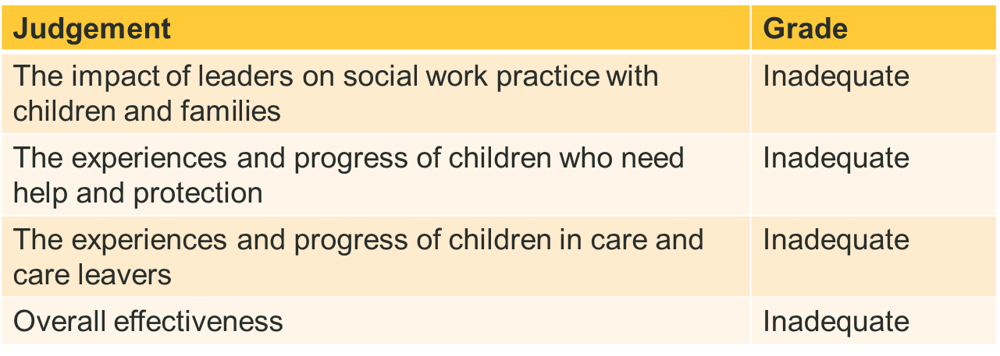 Judgement Grade
The impact of leaders on social work practice with Inadequate
children and families
The experiences and progress of children who need Inadequate
help and protection
The experiences and progress of children in care and Inadequate
care leavers
Overall effectiveness Inadequate